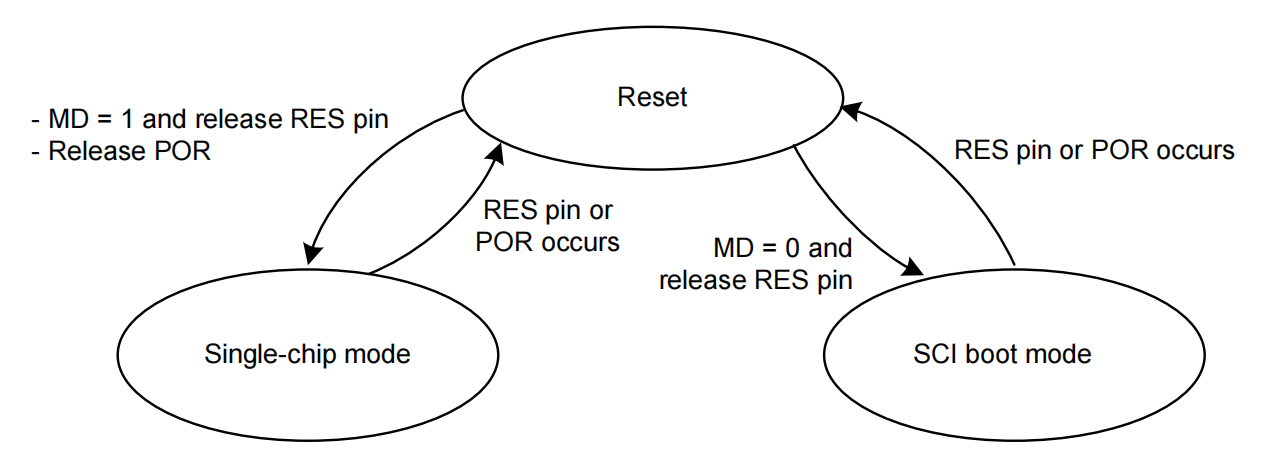 Reset
- MD = 1 and release RES pin
- Release POR
RES pin or POR occurs
RES pin or
POR occurs
MD = 0 and
release RES pin
Single-chip mode
SCI boot mode